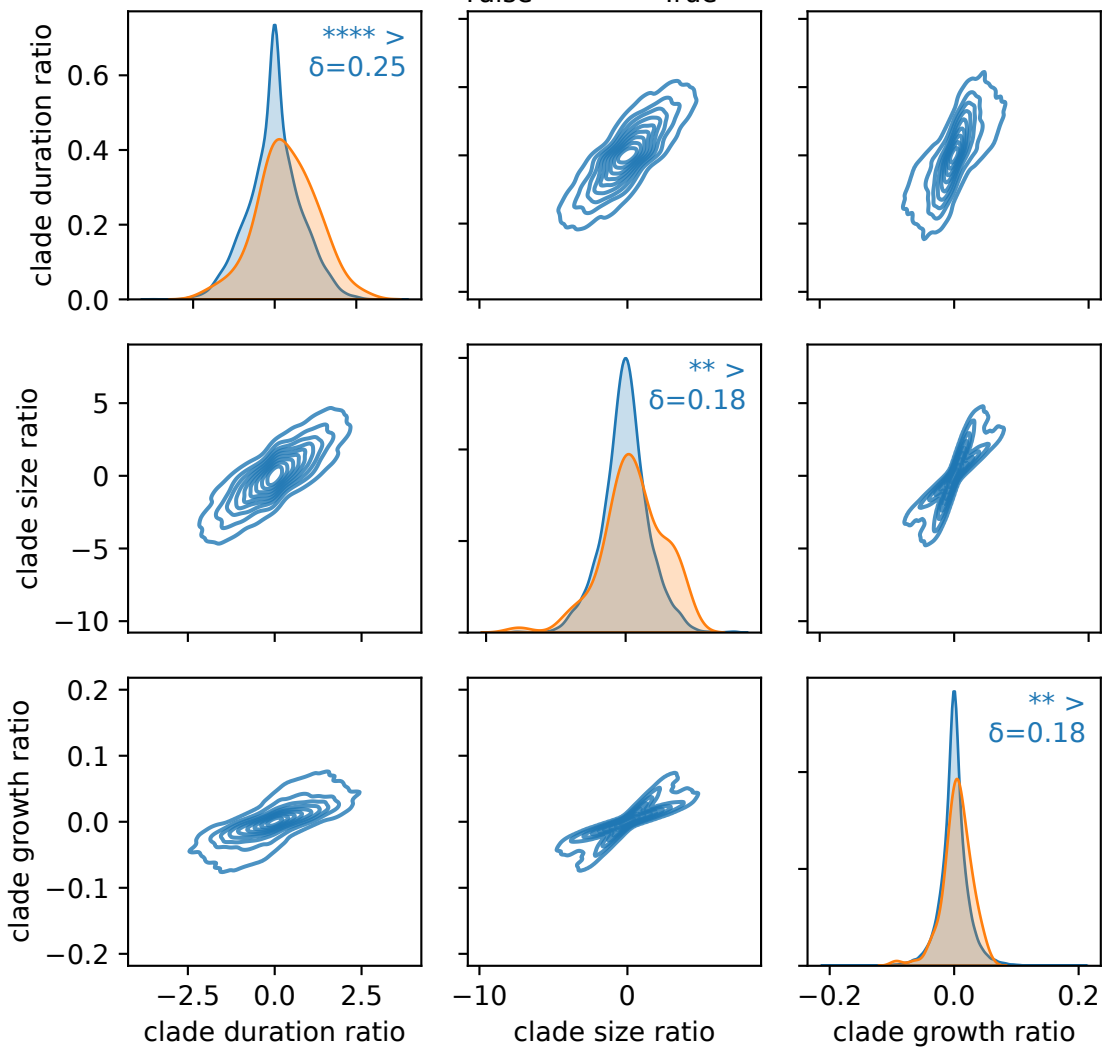 False True
clade duration ratio
0.6
0.4
0.2
0.0
**** >
δ=0.25
clade size ratio
5
0
−5
−10
** >
δ=0.18
clade growth ratio
0.2
0.1
0.0
−0.1
−0.2
** >
δ=0.18
−2.5 0.0 2.5
−10 0
−0.2 0.0 0.2
clade duration ratio
clade size ratio
clade growth ratio